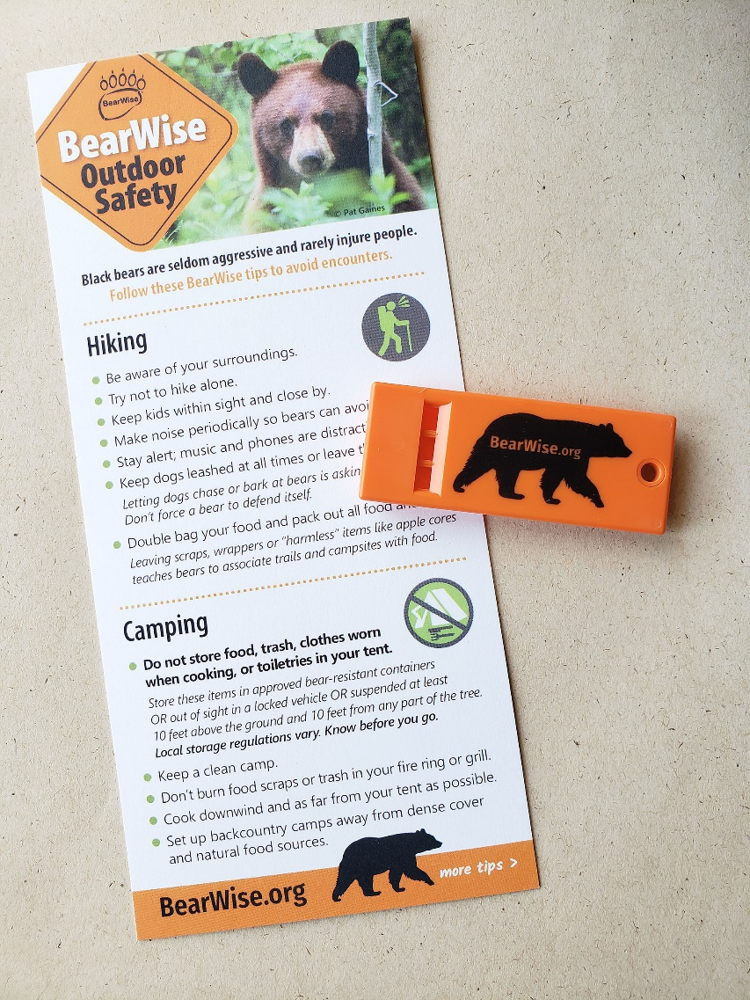 BearWise
BearWise
Outdoor
Safety
© Pat Gaines
Black bears are seldom aggressive and rarely injure people.
Follow these BearWise tips to avoid encounters.
Hiking
Be aware of your surroundings.
Try not to hike alone.
Keep kids within sight and close by.
Make noise periodically so bears can
Stay alert; music and phones are
Keep dogs leashed at all times or leave
Letting dogs chase or bark at bears is
Don't force a bear to defend itself.
Double bag your food and pack out all food
Leaving scraps, wrappers or "harmless" items like apple cores
teaches bears to associate trails and campsites with food.
BearWise.org
Camping
Do not store food, trash, clothes worn
when cooking, or toiletries in your tent.
Store these items in approved bear-resistant containers
OR out of sight in a locked vehicle OR suspended at least
10 feet above the ground and 10 feet from any part of the tree.
Local storage regulations vary. Know before you go.
Keep a clean camp.
Don't burn food scraps or trash in your fire ring or grill.
Cook downwind and as far from your tent as possible.
Set up backcountry camps away from dense cover
and natural food sources.
BearWise.org
more tips >